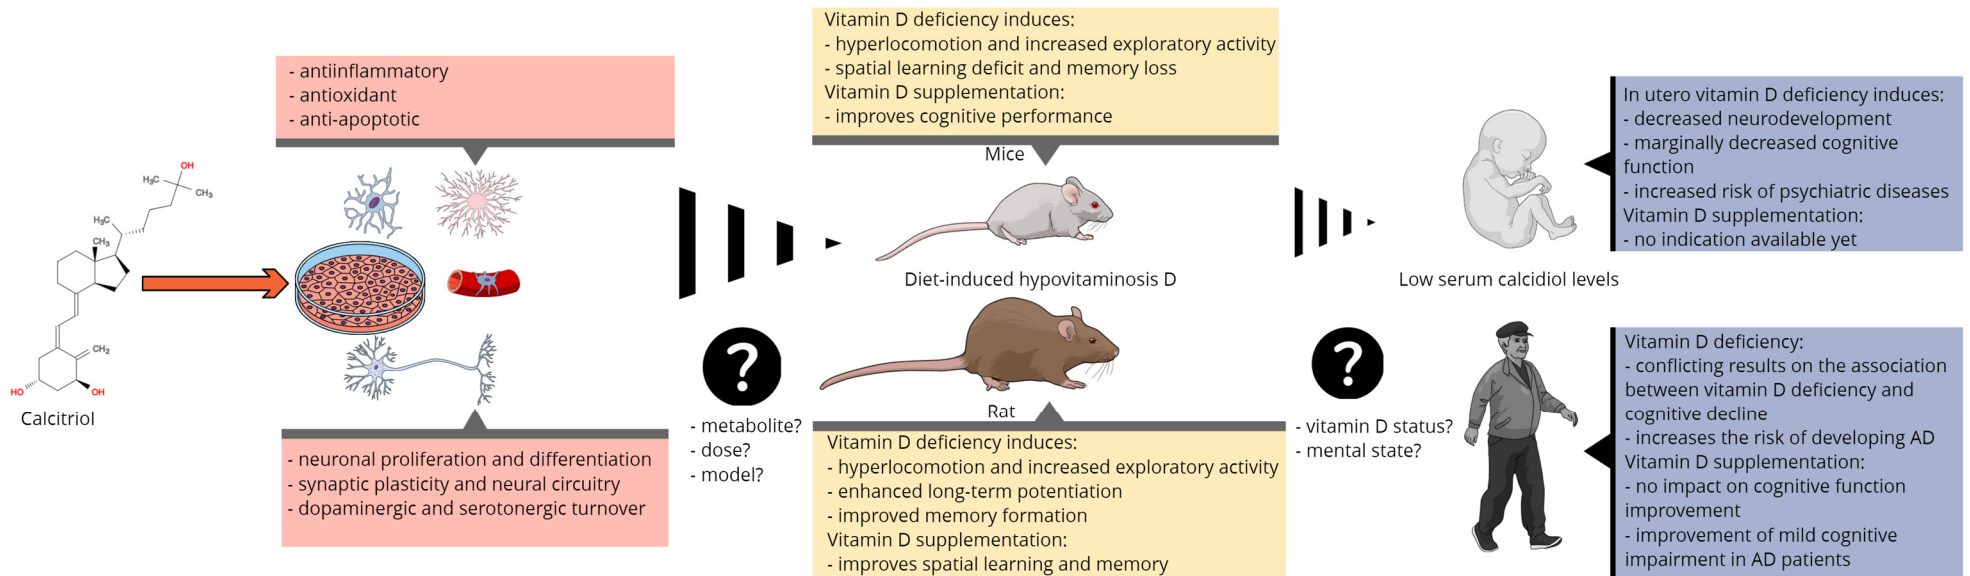 OH
H₃C
CH₃
H₃C
CH₃
CH₂
HO
OH
Calcitriol
- antiinflammatory
- antioxidant
- anti-apoptotic
- neuronal proliferation and differentiation
- synaptic plasticity and neural circuitry
- dopaminergic and serotonergic turnover
?
- metabolite?
- dose?
- model?
Vitamin D deficiency induces:
- hyperlocomotion and increased exploratory activity
- spatial learning deficit and memory loss
Vitamin D supplementation:
- improves cognitive performance
Mice
Diet-induced hypovitaminosis D
Rat
Vitamin D deficiency induces:
- hyperlocomotion and increased exploratory activity
- enhanced long-term potentiation
- improved memory formation
Vitamin D supplementation:
- improves spatial learning and memory
?
- vitamin D status?
- mental state?
Low serum calcidiol levels
In utero vitamin D deficiency induces:
- decreased neurodevelopment
- marginally decreased cognitive
function
- increased risk of psychiatric diseases
Vitamin D supplementation:
- no indication available yet
Vitamin D deficiency:
- conflicting results on the association
between vitamin D deficiency and
cognitive decline
- increases the risk of developing AD
Vitamin D supplementation:
- no impact on cognitive function
improvement
- improvement of mild cognitive
impairment in AD patients